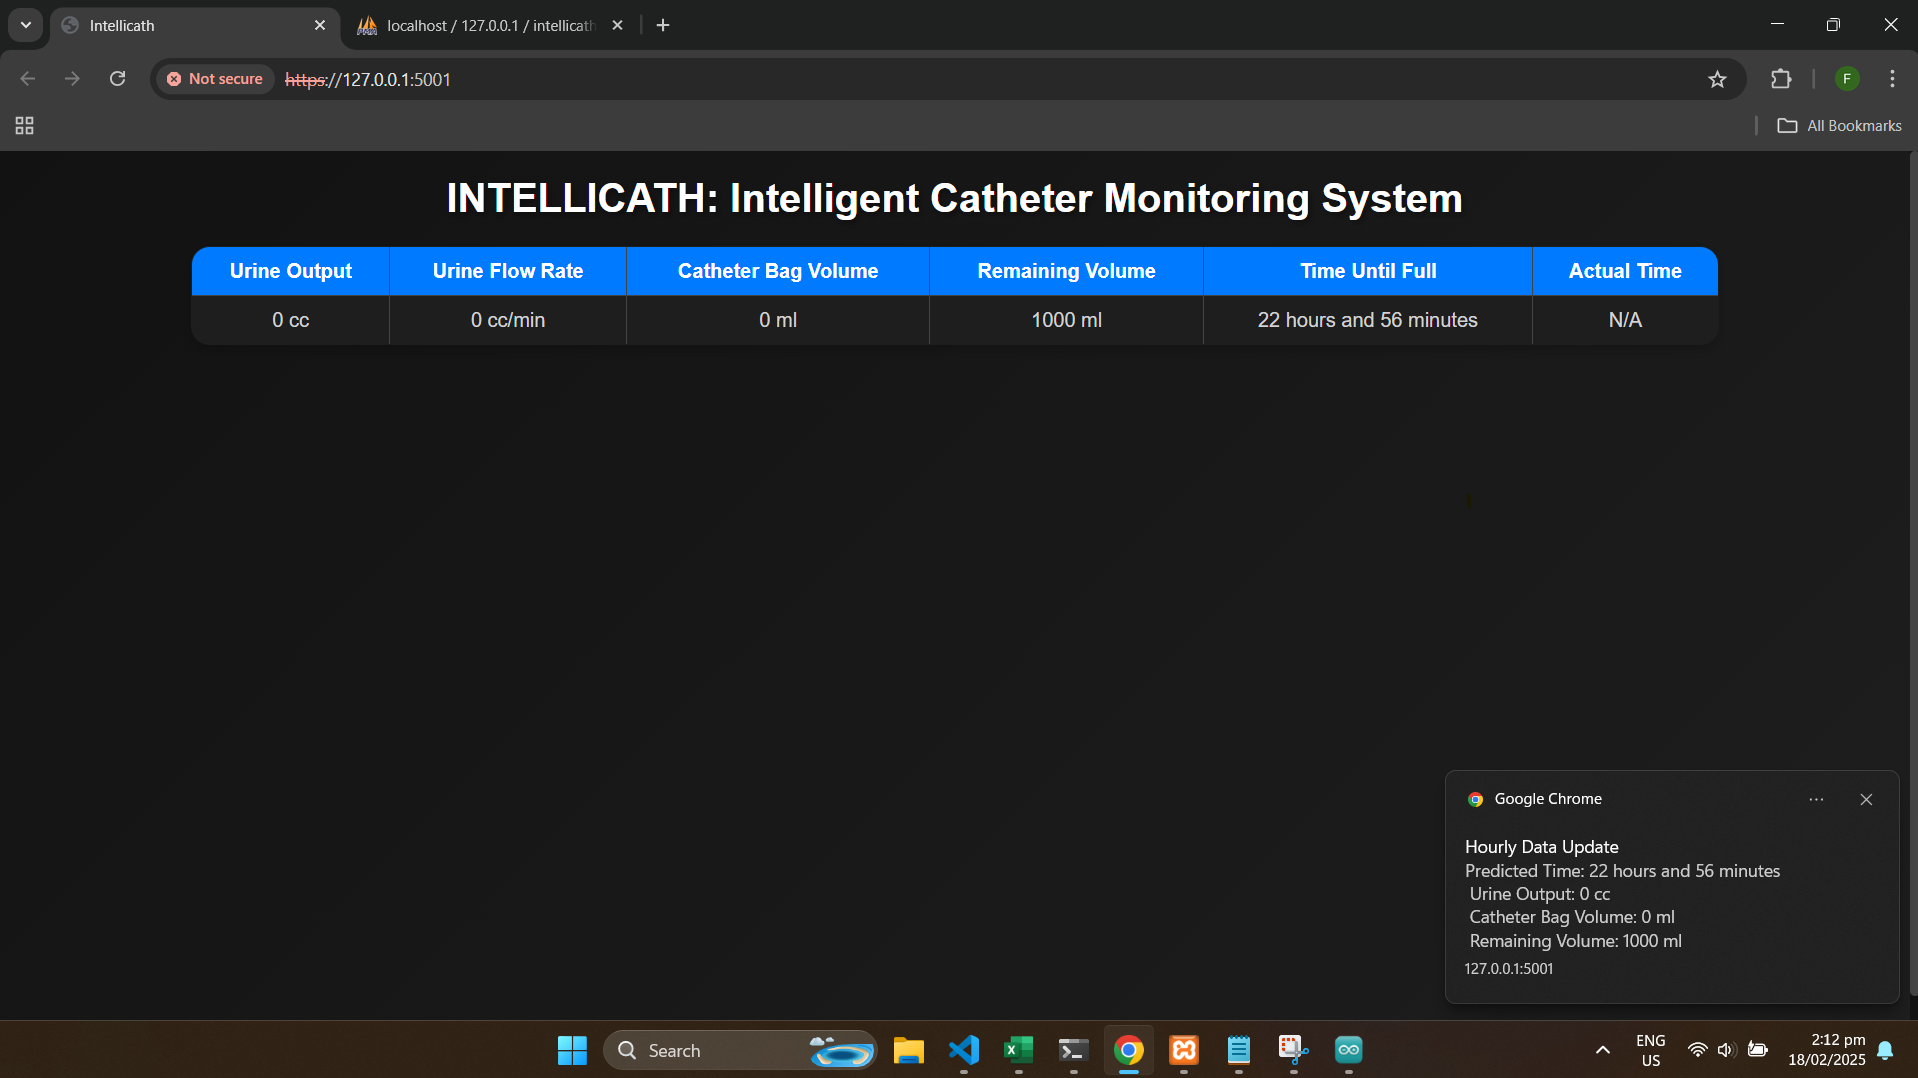 Intellicath
localhost / 127.0.0.1 / intellicath
Not secure
https://127.0.0.1:5001
F
All Bookmarks
INTELLICATH: Intelligent Catheter Monitoring System
Urine Output Urine Flow Rate Catheter Bag Volume Remaining Volume Time Until Full Actual Time
0 cc 0 cc/min 0 ml 1000 ml 22 hours and 56 minutes N/A
Google Chrome
Hourly Data Update
Predicted Time: 22 hours and 56 minutes
Urine Output: 0 cc
Catheter Bag Volume: 0 ml
Remaining Volume: 1000 ml
127.0.0.1:5001
Search
ENG
US
2:12 pm
18/02/2025